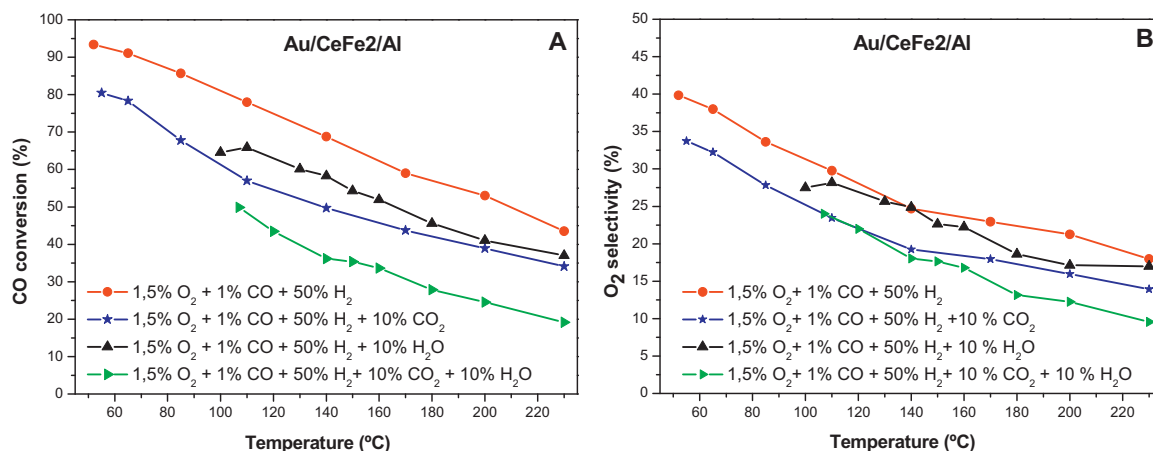 Au/CeFe2/Al
A
CO conversion (%)
100
90
80
70
60
50
40
30
20
10
0
1,5% O₂ + 1% CO + 50% H₂
1,5% O₂ + 1% CO + 50% H₂ + 10% CO₂
1,5% O₂ + 1% CO + 50% H₂ + 10% H₂O
1,5% O₂ + 1% CO + 50% H₂+ 10% CO₂ + 10% H₂O
60 80 100 120 140 160 180 200 220
Temperature (ºC)
Au/CeFe2/Al
B
O₂ selectivity (%)
50
45
40
35
30
25
20
15
10
5
0
1,5% O₂ + 1% CO + 50% H₂
1,5% O₂ + 1% CO + 50% H₂ +10% CO₂
1,5% O₂+ 1% CO + 50% H₂+ 10 % H₂O
1,5% O₂+ 1% CO + 50% H₂+ 10 % CO₂ + 10 % H₂O
60 80 100 120 140 160 180 200 220
Temperature (ºC)